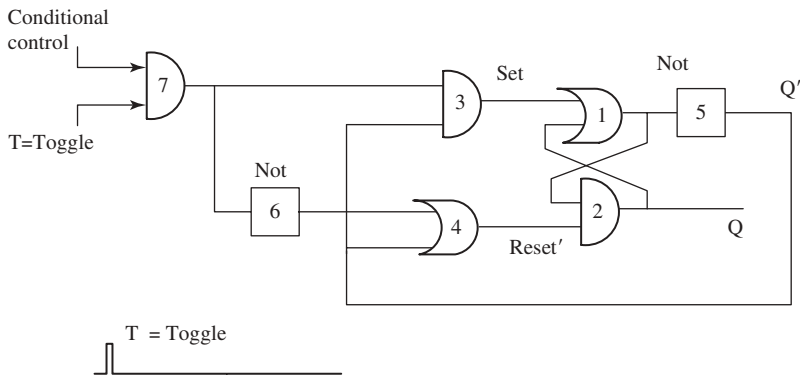 Conditional
control
7
T=Toggle
Not
6
3
Set
4
Reset′
1
2
Not
5
Q′
Q
T = Toggle